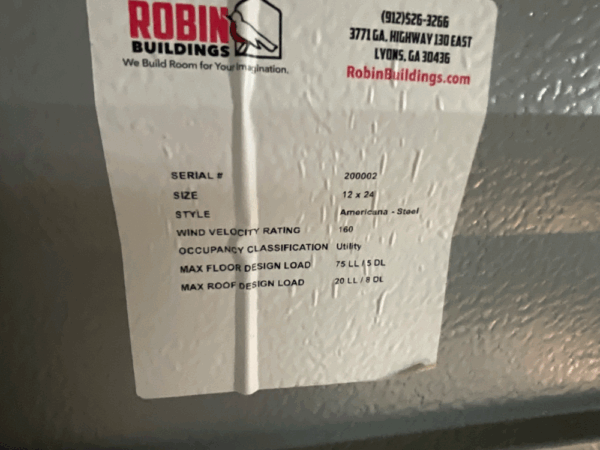 ROBIN
BUILDINGS
We Build Room for Your Imagination.
(912)526-3266
3771 GA. HIGHWAY 130 EAST
LYONS, GA 30436
RobinBuildings.com
SERIAL # 200002
SIZE 12 x 24
STYLE Americana - Steel
WIND VELOCITY RATING 160
OCCUPANCY CLASSIFICATION Utility
MAX FLOOR DESIGN LOAD 75 LL / 5 DL
MAX ROOF DESIGN LOAD 20 LL / 8 DL